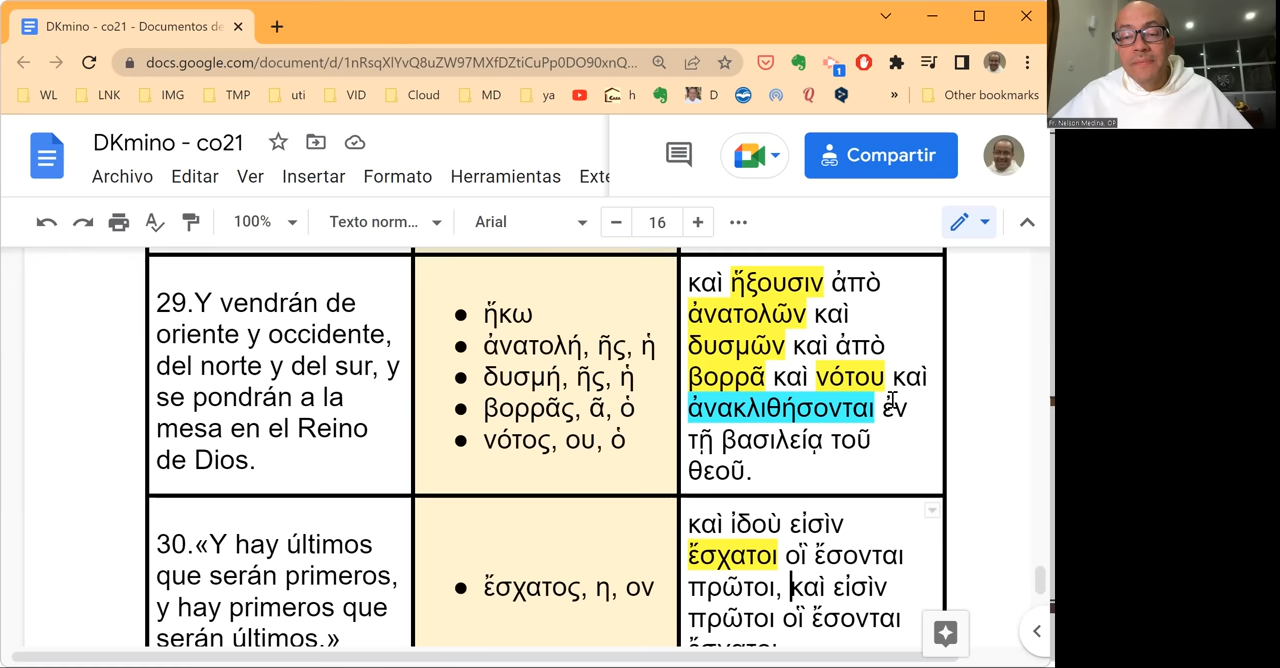 DKmino - co21 - Documentos de
docs.google.com/document/d/1nRsqXlYvQ8uZW97MXfDZtiCuPp0DO90xnQ...
WL LNK IMG TMP uti VID Cloud MD ya h D » Other bookmarks
Fr. Nelson Medina, OP
DKmino - co21
Archivo Editar Ver Insertar Formato Herramientas Exte
Compartir
100% Texto norm... Arial 16
29.Y vendrán de
oriente y occidente,
del norte y del sur, y
se pondrán a la
mesa en el Reino
de Dios.
ἥκω
ἀνατολή, ῆς, ἡ
δυσμή, ῆς, ἡ
βορρᾶς, ᾶ, ὁ
νότος, ου, ὁ
καὶ ἥξουσιν ἀπὸ
ἀνατολῶν καὶ
δυσμῶν καὶ ἀπὸ
βορρᾶ καὶ νότου καὶ
ἀνακλιθήσονται ἐν
τῇ βασιλείᾳ τοῦ
θεοῦ.
30.«Y hay últimos
que serán primeros,
y hay primeros que
serán últimos.»
ἔσχατος, η, ον
καὶ ἰδοὺ εἰσὶν
ἔσχατοι οἳ ἔσονται
πρῶτοι, καὶ εἰσὶν
πρῶτοι οἳ ἔσονται